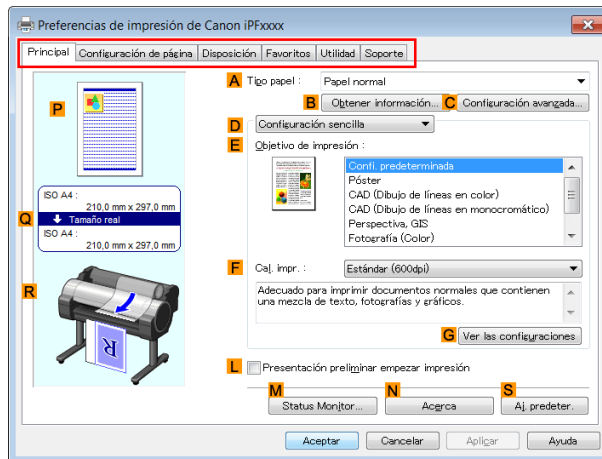 Preferencias de impresión de Canon iPFxxxx
Principal Configuración de página Disposición Favoritos Utilidad Soporte
P
ISO A4 :
210,0 mm x 297,0 mm
Q Tamaño real
ISO A4 :
210,0 mm x 297,0 mm
R
A Tipo papel : Papel normal
B Obtener información... C Configuración avanzada...
D Configuración sencilla
E Objetivo de impresión :
Confi. predeterminada
Póster
CAD (Dibujo de líneas en color)
CAD (Dibujo de líneas en monocromático)
Perspectiva, GIS
Fotografía (Color)
F Cal. impr. : Estándar (600dpi)
Adecuado para imprimir documentos normales que contienen
una mezcla de texto, fotografías y gráficos.
G Ver las configuraciones
L Presentación preliminar empezar impresión
M N S
Status Monitor... Acerca Aj. predeter.
Aceptar Cancelar Aplicar Ayuda